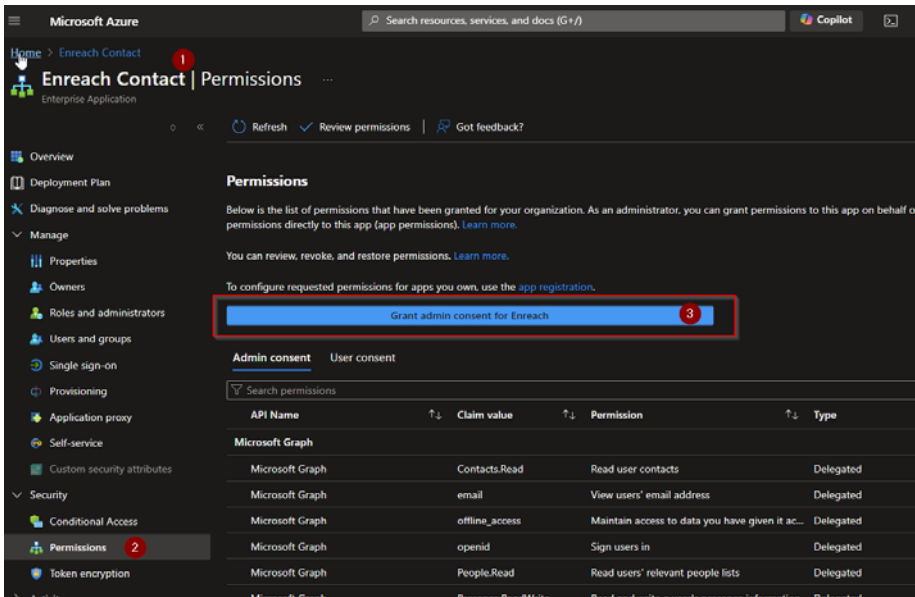 Microsoft Azure
Search resources, services, and docs (G+/)
Copilot
Home > Enreach Contact
1
Enreach Contact | Permissions ...
Enterprise Application
Refresh Review permissions | Got feedback?
Overview
Deployment Plan
Diagnose and solve problems
Manage
Properties
Owners
Roles and administrators
Users and groups
Single sign-on
Provisioning
Application proxy
Self-service
Custom security attributes
Security
Conditional Access
Permissions 2
Token encryption
Permissions
Below is the list of permissions that have been granted for your organization. As an administrator, you can grant permissions to this app on behalf o
permissions directly to this app (app permissions). Learn more.
You can review, revoke, and restore permissions. Learn more.
To configure requested permissions for apps you own, use the app registration.
Grant admin consent for Enreach 3
Admin consent User consent
Search permissions
API Name Claim value Permission Type
Microsoft Graph
Microsoft Graph Contacts.Read Read user contacts Delegated
Microsoft Graph email View users' email address Delegated
Microsoft Graph offline_access Maintain access to data you have given it ac... Delegated
Microsoft Graph openid Sign users in Delegated
Microsoft Graph People.Read Read users' relevant people lists Delegated